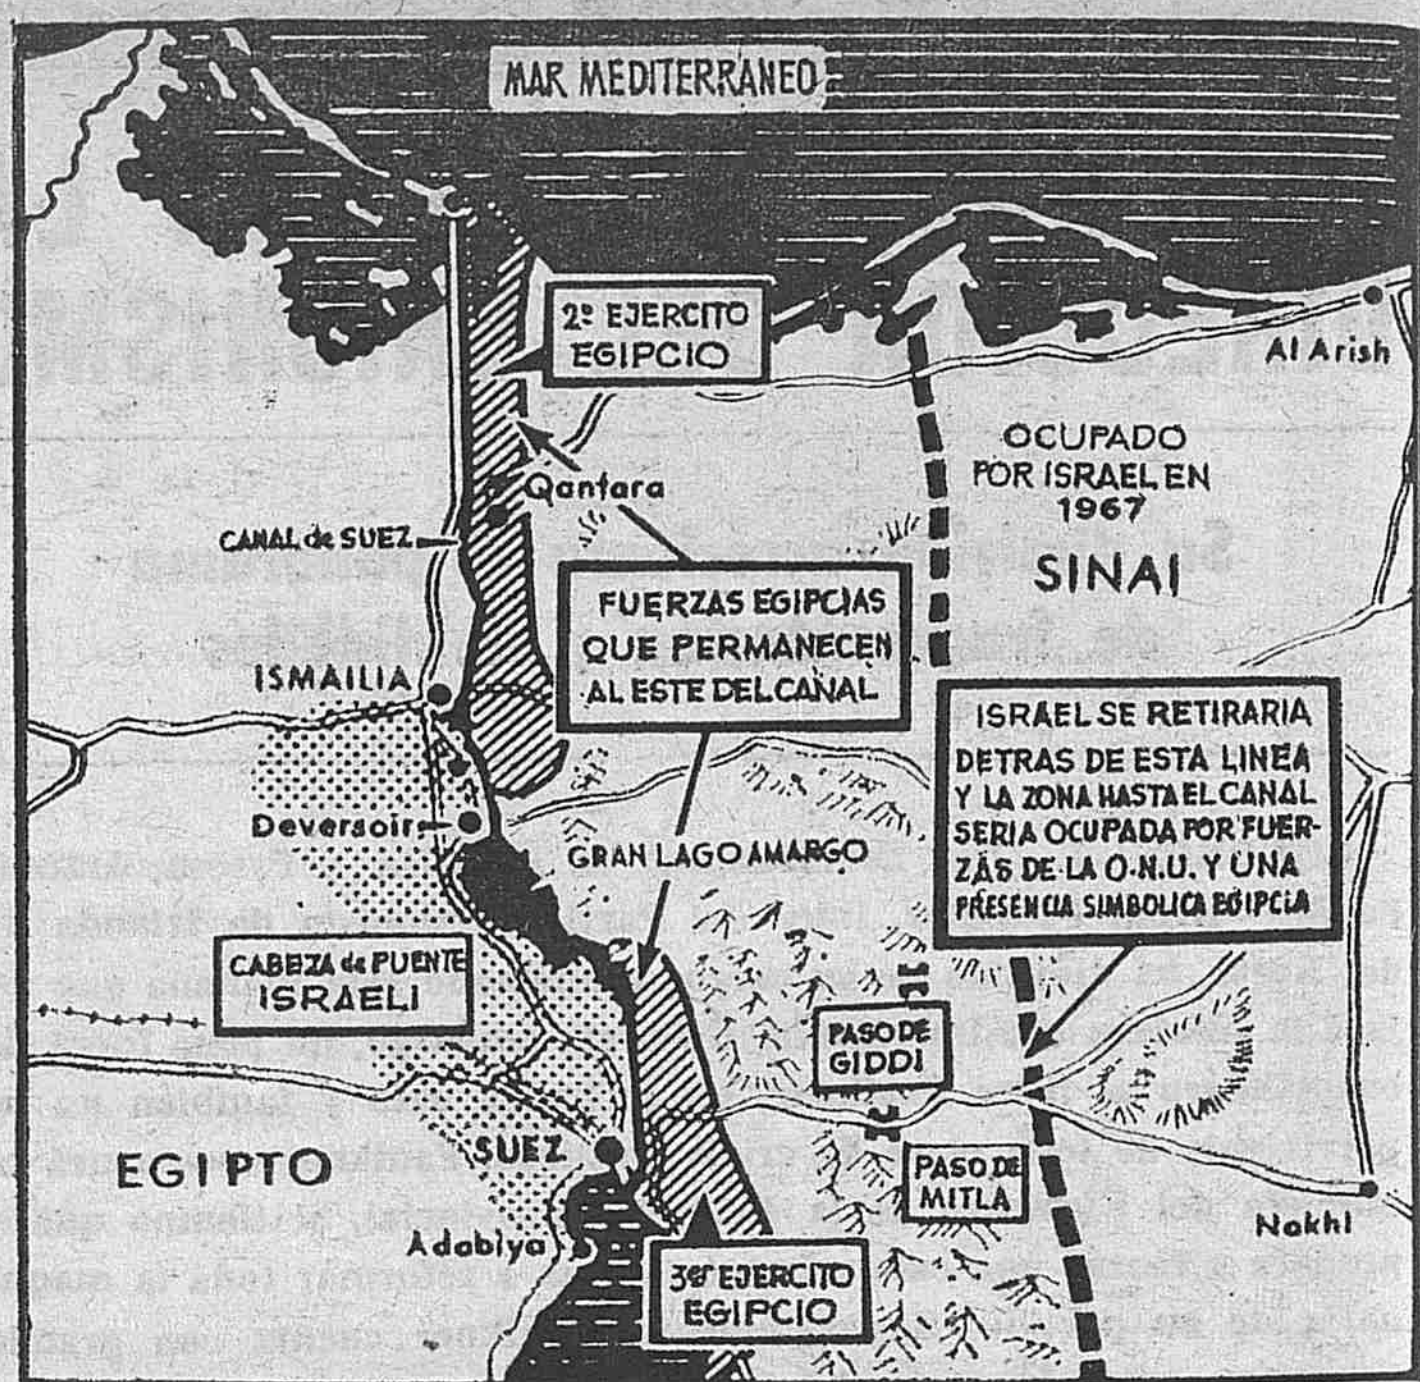 MAR MEDITERRANEO
2º EJERCITO
EGIPCIO
Al Arish
OCUPADO
POR ISRAEL EN
1967
SINAI
Qantara
CANAL de SUEZ
FUERZAS EGIPCIAS
QUE PERMANECEN
AL ESTE DEL CANAL
ISMAILIA
ISRAEL SE RETIRARIA
DETRAS DE ESTA LINEA
Y LA ZONA HASTA EL CANAL
SERIA OCUPADA POR FUER-
ZAS DE LA O.N.U. Y UNA
PRESENCIA SIMBOLICA EGIPCIA
Deversoir
GRAN LAGO AMARGO
CABEZA de PUENTE
ISRAELI
PASO DE
GIDDI
EGIPTO
SUEZ
PASO DE
MITLA
Nakhl
Adabiya
3er EJERCITO
EGIPCIO